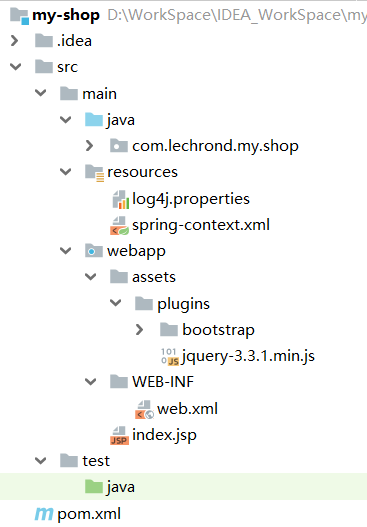 my-shop D:\WorkSpace\IDEA_WorkSpace\my
.idea
src
main
java
com.lechrond.my.shop
resources
log4j.properties
spring-context.xml
webapp
assets
plugins
bootstrap
jquery-3.3.1.min.js
WEB-INF
web.xml
index.jsp
test
java
pom.xml